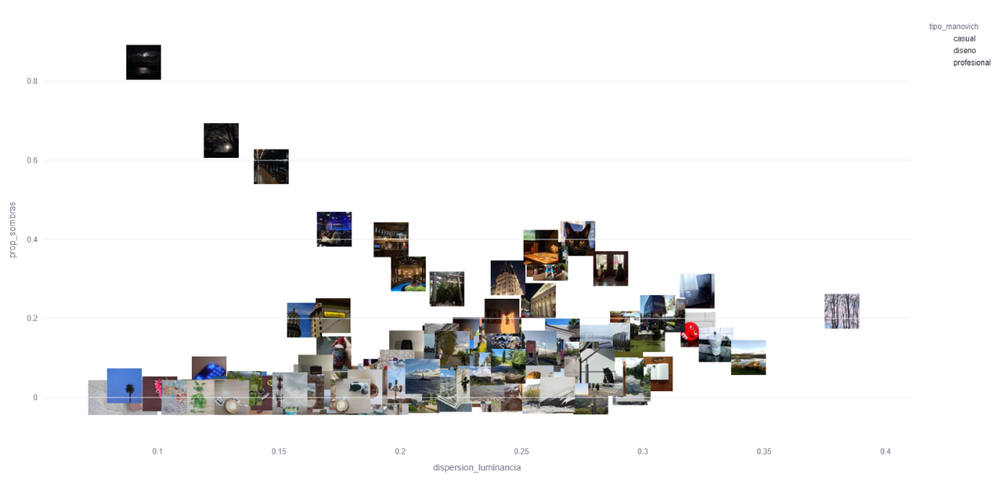 tipo_manovich
casual
diseno
profesional
0.8
0.6
0.4
0.2
0
prop_sombras
0.1
0.15
0.2
0.25
0.3
0.35
0.4
dispersion_luminancia